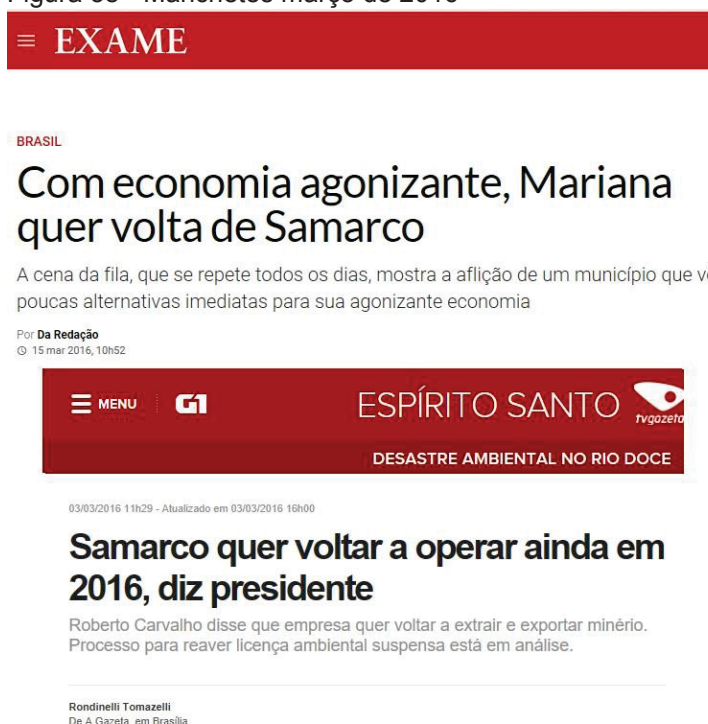 EXAME
BRASIL
Com economia agonizante, Mariana
quer volta de Samarco
A cena da fila, que se repete todos os dias, mostra a aflição de um município que
poucas alternativas imediatas para sua agonizante economia
Por Da Redação
15 mar 2016, 10h52
MENU G1 ESPÍRITO SANTO tvgazeta
DESASTRE AMBIENTAL NO RIO DOCE
03/03/2016 11h29 - Atualizado em 03/03/2016 16h00
Samarco quer voltar a operar ainda em
2016, diz presidente
Roberto Carvalho disse que empresa quer voltar a extrair e exportar minério.
Processo para reaver licença ambiental suspensa está em análise.
Rondinelli Tomazelli
De A Gazeta, em Brasília